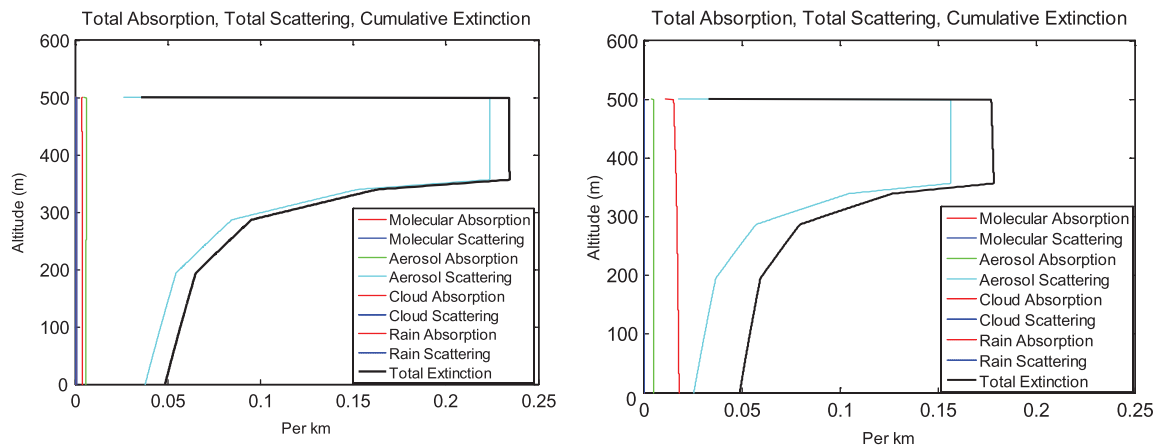 Total Absorption, Total Scattering, Cumulative Extinction
600
500
400
300
200
100
0
Altitude (m)
0
0.05
0.1
0.15
0.2
0.25
Per km
Molecular Absorption
Molecular Scattering
Aerosol Absorption
Aerosol Scattering
Cloud Absorption
Cloud Scattering
Rain Absorption
Rain Scattering
Total Extinction
Total Absorption, Total Scattering, Cumulative Extinction
600
500
400
300
200
100
0
Altitude (m)
0
0.05
0.1
0.15
0.2
0.25
Per km
Molecular Absorption
Molecular Scattering
Aerosol Absorption
Aerosol Scattering
Cloud Absorption
Cloud Scattering
Rain Absorption
Rain Scattering
Total Extinction